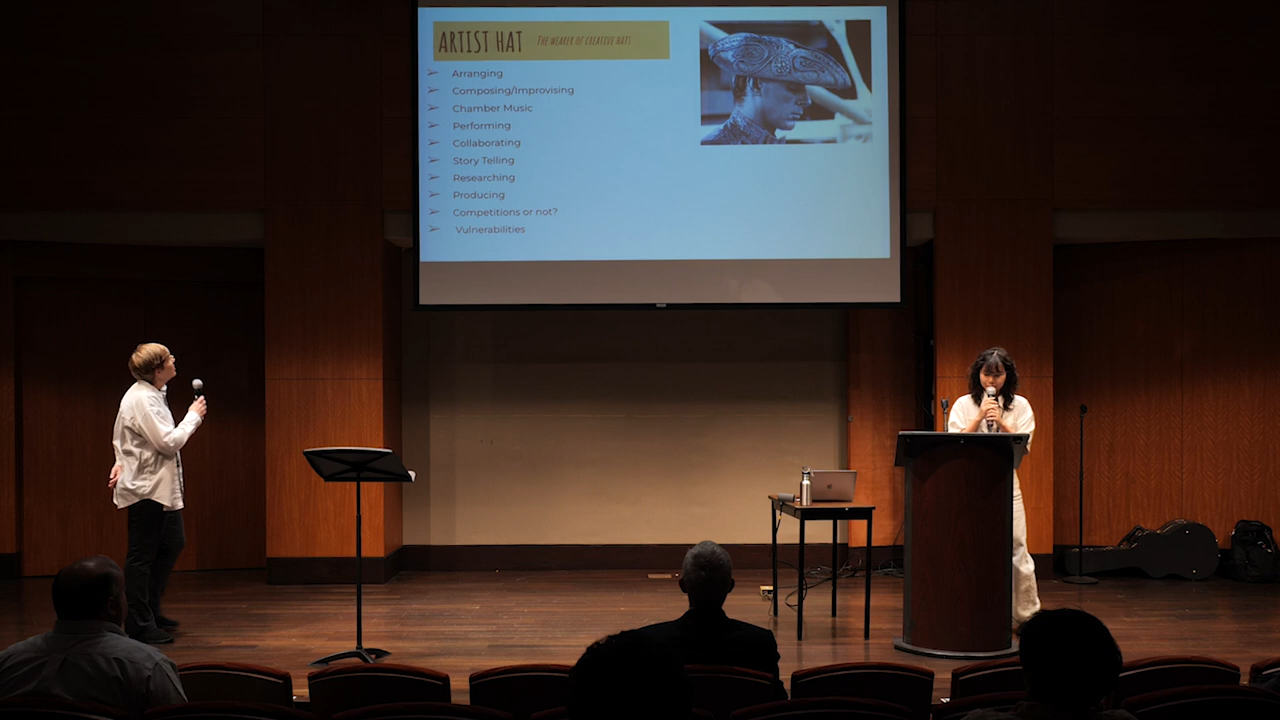 ARTIST HAT THE WEARER OF CREATIVE HATS
➢ Arranging
➢ Composing/Improvising
➢ Chamber Music
➢ Performing
➢ Collaborating
➢ Story Telling
➢ Researching
➢ Producing
➢ Competitions or not?
➢ Vulnerabilities